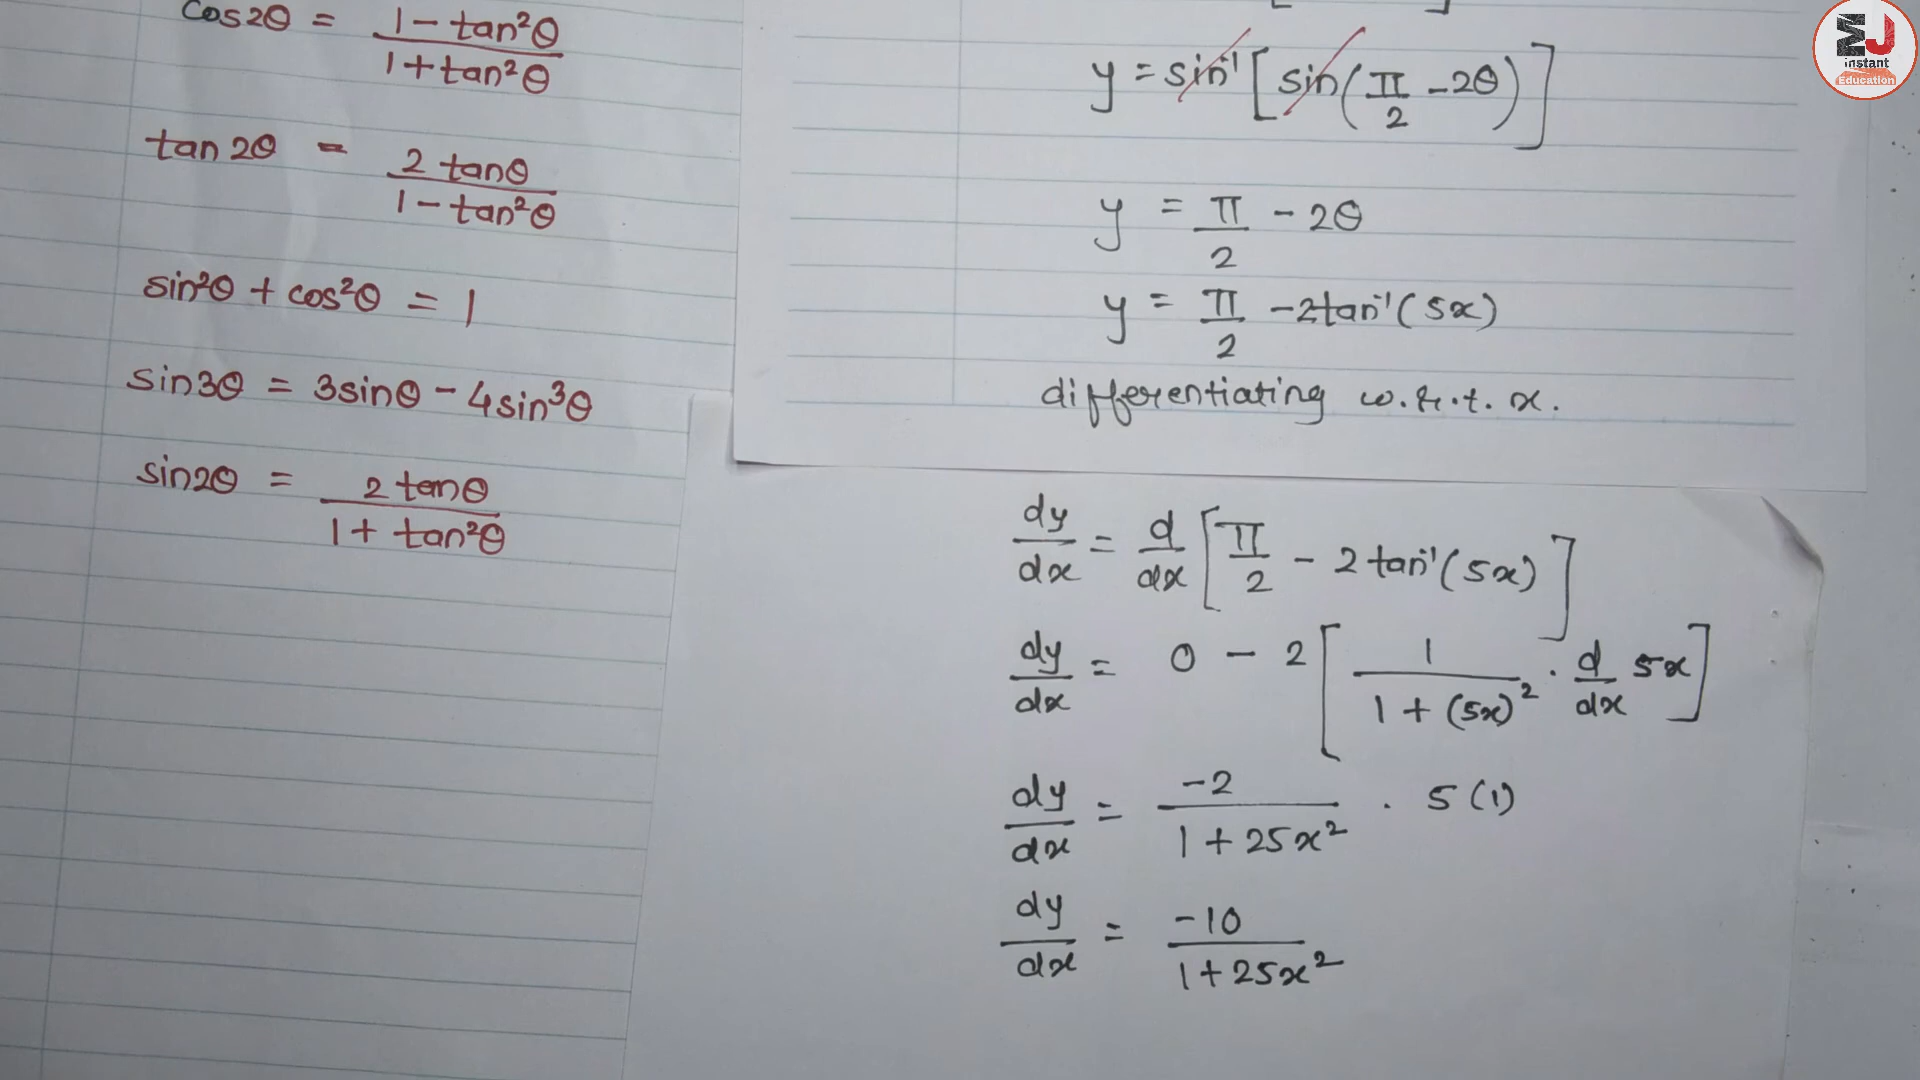 cos2θ = 1 - tan²θ / 1 + tan²θ
tan 2θ = 2 tanθ / 1 - tan²θ
sin²θ + cos²θ = 1
sin3θ = 3sinθ - 4sin³θ
sin2θ = 2 tanθ / 1 + tan²θ
y = sin⁻¹ [ sin ( π/2 - 2θ ) ]
y = π/2 - 2θ
y = π/2 - 2tan⁻¹ ( 5x )
differentiating w.r.t. x.
dy/dx = d/dx [ π/2 - 2 tan⁻¹ ( 5x ) ]
dy/dx = 0 - 2 [ 1 / 1 + (5x)² · d/dx 5x ]
dy/dx = -2 / 1 + 25x² · 5 (1)
dy/dx = -10 / 1 + 25x²
MJ
instant
Education